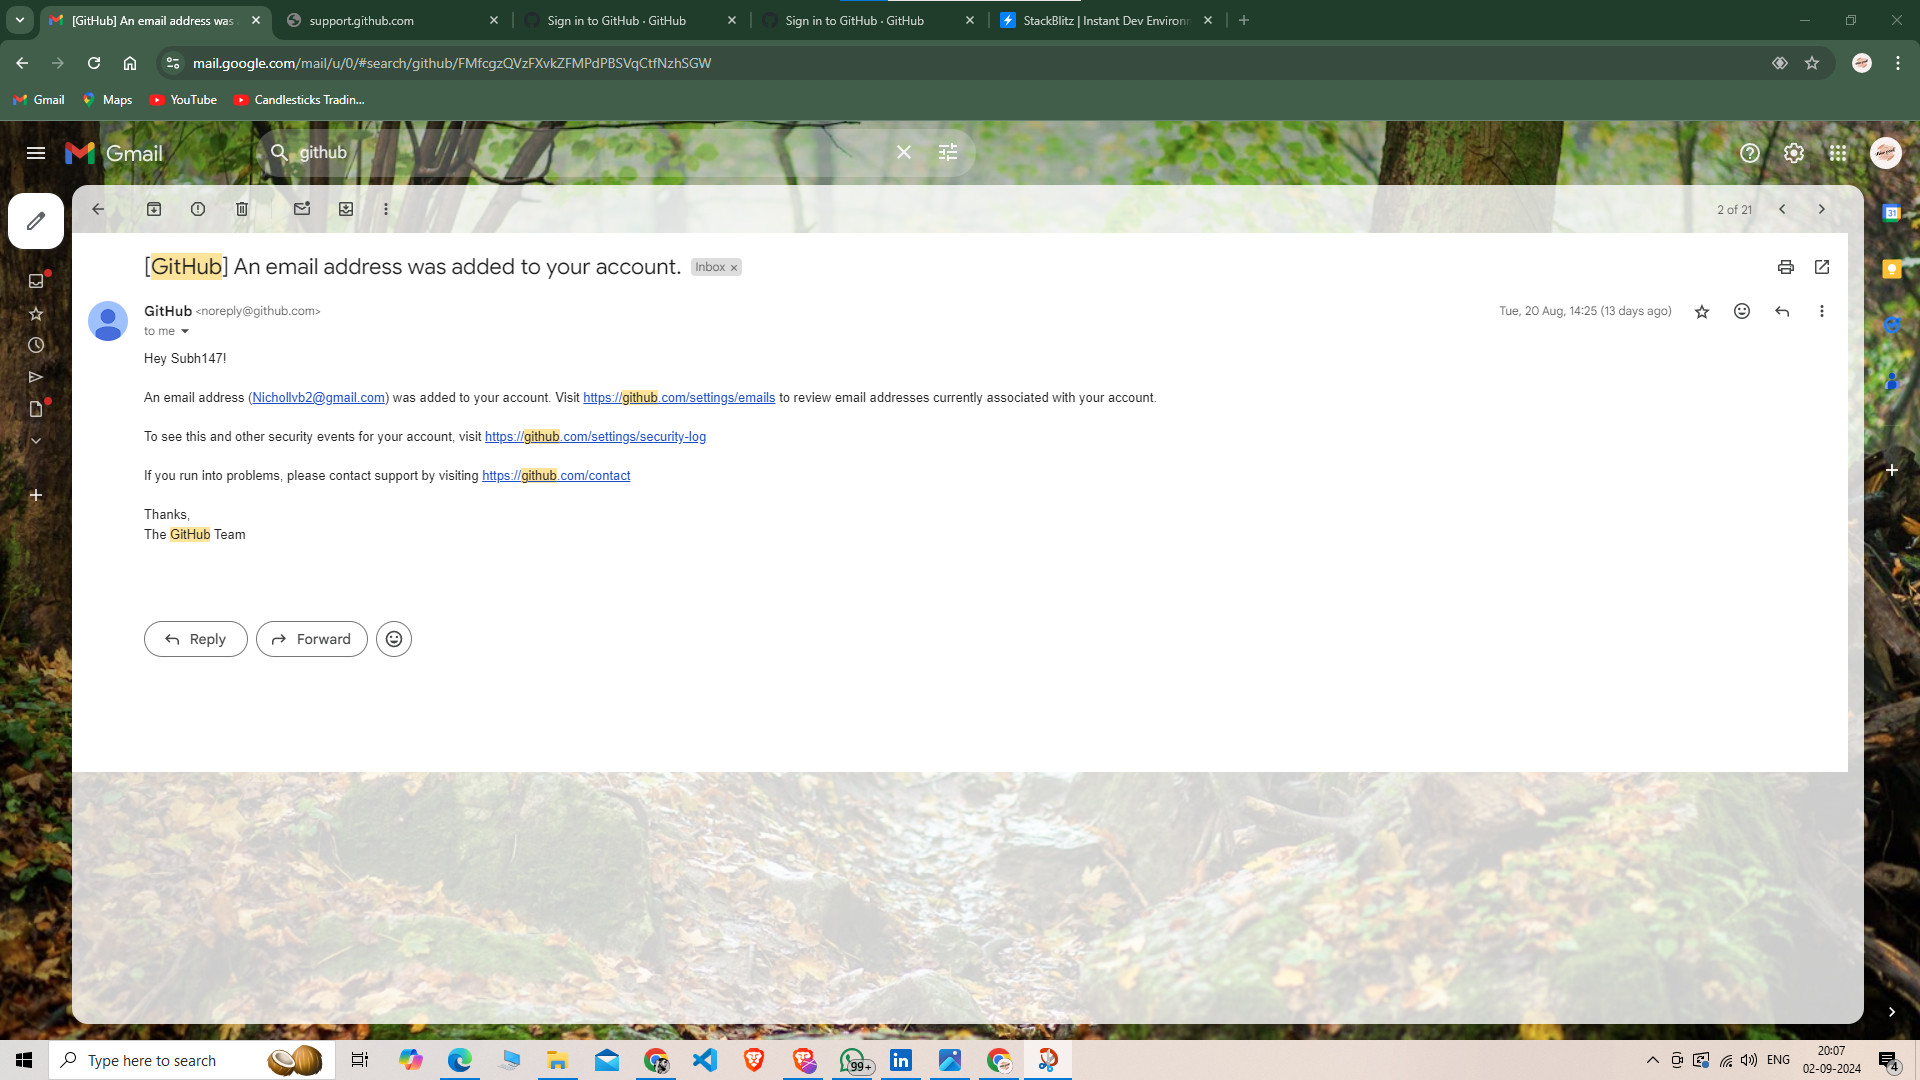 [GitHub] An email address was
support.github.com
Sign in to GitHub · GitHub
Sign in to GitHub · GitHub
StackBlitz | Instant Dev Environ
mail.google.com/mail/u/0/#search/github/FMfcgzQVzFXvkZFMPdPBSVqCtfNzhSGW
Gmail
Maps
YouTube
Candlesticks Tradin...
Gmail
github
2 of 21
[GitHub] An email address was added to your account.
Inbox ×
GitHub <noreply@github.com>
Tue, 20 Aug, 14:25 (13 days ago)
to me
Hey Subh147!
An email address (Nichollvb2@gmail.com) was added to your account. Visit https://github.com/settings/emails to review email addresses currently associated with your account.
To see this and other security events for your account, visit https://github.com/settings/security-log
If you run into problems, please contact support by visiting https://github.com/contact
Thanks,
The GitHub Team
Reply
Forward
31
Type here to search
99+
ENG
20:07
02-09-2024
4